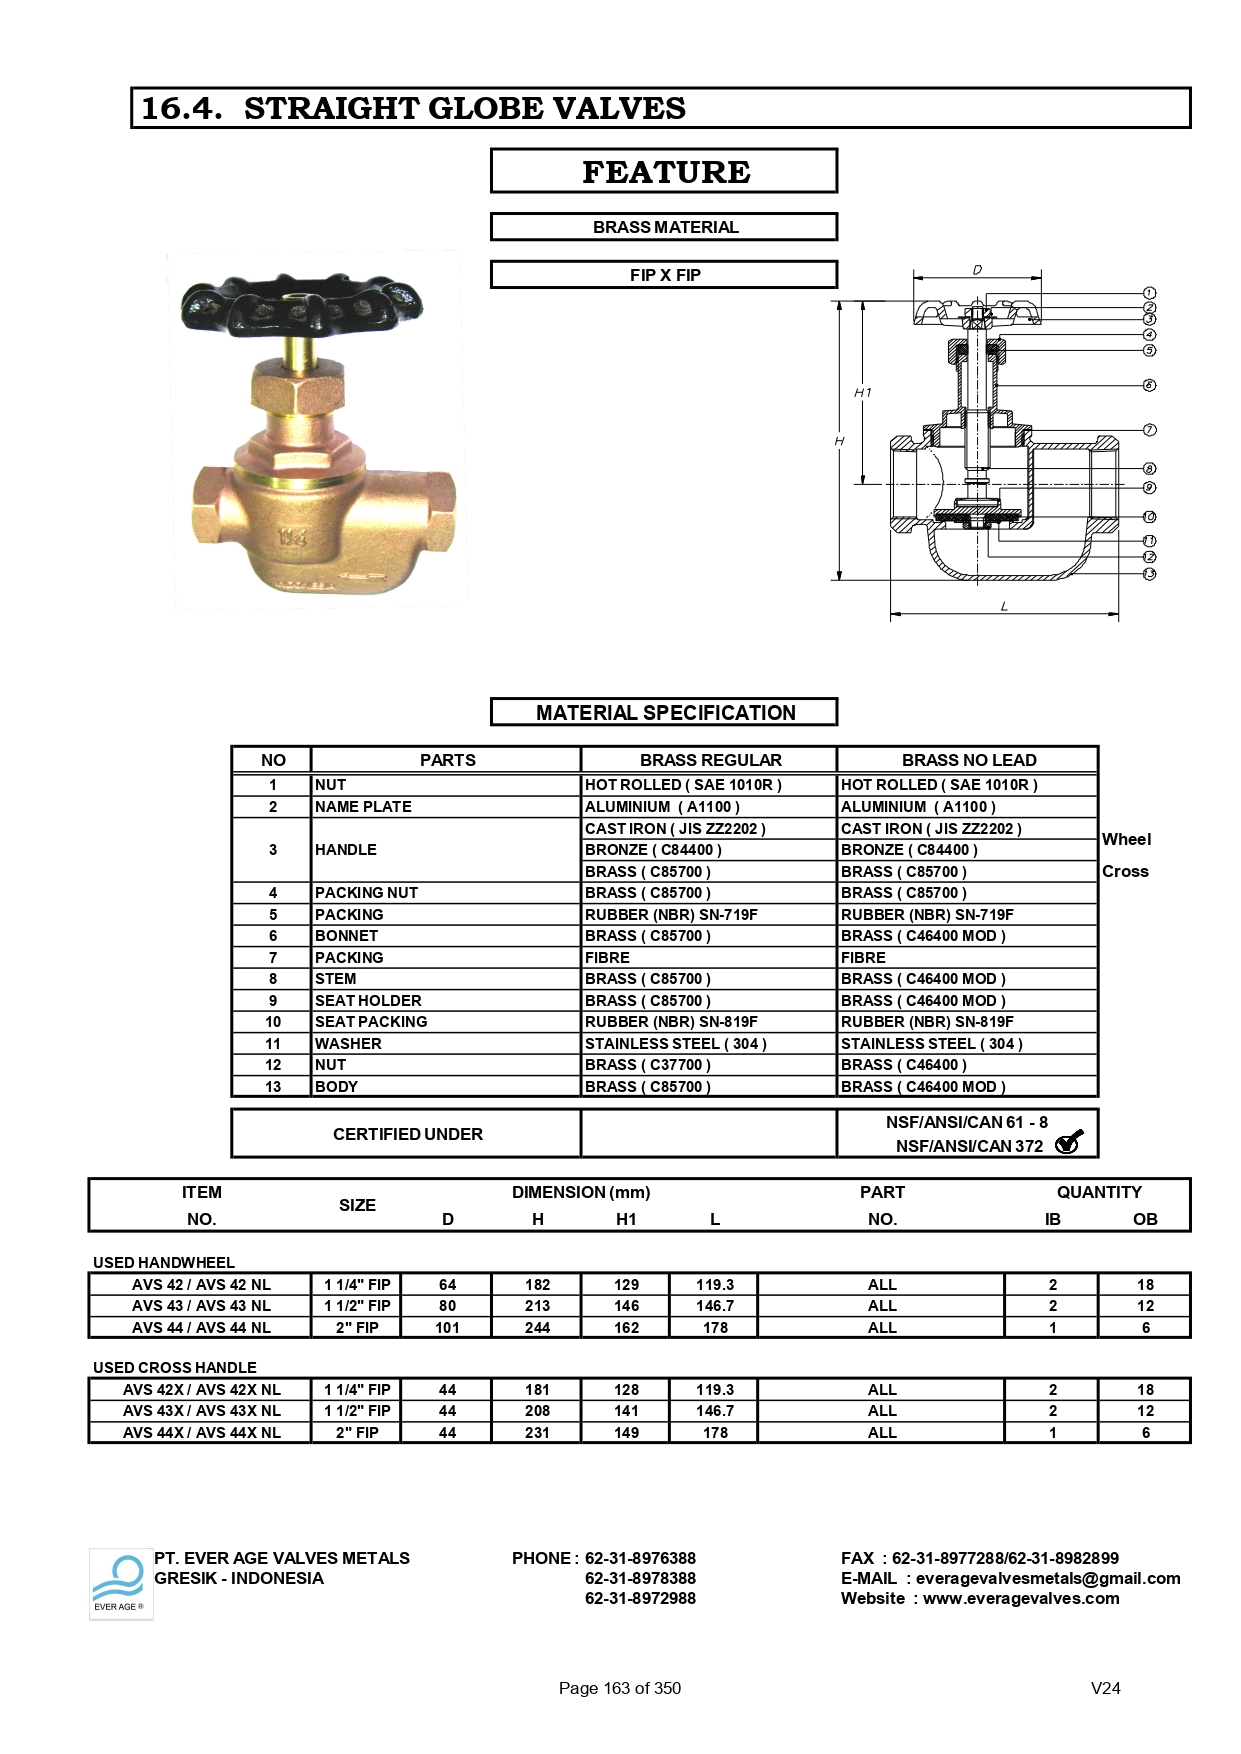 16.4. STRAIGHT GLOBE VALVES
FEATURE
BRASS MATERIAL
FIP X FIP
1¼
D
H1
H
L
1
2
3
4
5
6
7
8
9
10
11
12
13
MATERIAL SPECIFICATION
NO PARTS BRASS REGULAR BRASS NO LEAD
1 NUT HOT ROLLED ( SAE 1010R ) HOT ROLLED ( SAE 1010R )
2 NAME PLATE ALUMINIUM ( A1100 ) ALUMINIUM ( A1100 )
3 HANDLE CAST IRON ( JIS ZZ2202 ) CAST IRON ( JIS ZZ2202 ) Wheel
BRONZE ( C84400 ) BRONZE ( C84400 )
BRASS ( C85700 ) BRASS ( C85700 ) Cross
4 PACKING NUT BRASS ( C85700 ) BRASS ( C85700 )
5 PACKING RUBBER (NBR) SN-719F RUBBER (NBR) SN-719F
6 BONNET BRASS ( C85700 ) BRASS ( C46400 MOD )
7 PACKING FIBRE FIBRE
8 STEM BRASS ( C85700 ) BRASS ( C46400 MOD )
9 SEAT HOLDER BRASS ( C85700 ) BRASS ( C46400 MOD )
10 SEAT PACKING RUBBER (NBR) SN-819F RUBBER (NBR) SN-819F
11 WASHER STAINLESS STEEL ( 304 ) STAINLESS STEEL ( 304 )
12 NUT BRASS ( C37700 ) BRASS ( C46400 )
13 BODY BRASS ( C85700 ) BRASS ( C46400 MOD )
CERTIFIED UNDER NSF/ANSI/CAN 61 - 8
NSF/ANSI/CAN 372
ITEM SIZE DIMENSION (mm) PART QUANTITY
NO. D H H1 L NO. IB OB
USED HANDWHEEL
AVS 42 / AVS 42 NL 1 1/4" FIP 64 182 129 119.3 ALL 2 18
AVS 43 / AVS 43 NL 1 1/2" FIP 80 213 146 146.7 ALL 2 12
AVS 44 / AVS 44 NL 2" FIP 101 244 162 178 ALL 1 6
USED CROSS HANDLE
AVS 42X / AVS 42X NL 1 1/4" FIP 44 181 128 119.3 ALL 2 18
AVS 43X / AVS 43X NL 1 1/2" FIP 44 208 141 146.7 ALL 2 12
AVS 44X / AVS 44X NL 2" FIP 44 231 149 178 ALL 1 6
EVER AGE ®
PT. EVER AGE VALVES METALS PHONE : 62-31-8976388 FAX : 62-31-8977288/62-31-8982899
GRESIK - INDONESIA 62-31-8978388 E-MAIL : everagevalvesmetals@gmail.com
62-31-8972988 Website : www.everagevalves.com
Page 163 of 350 V24